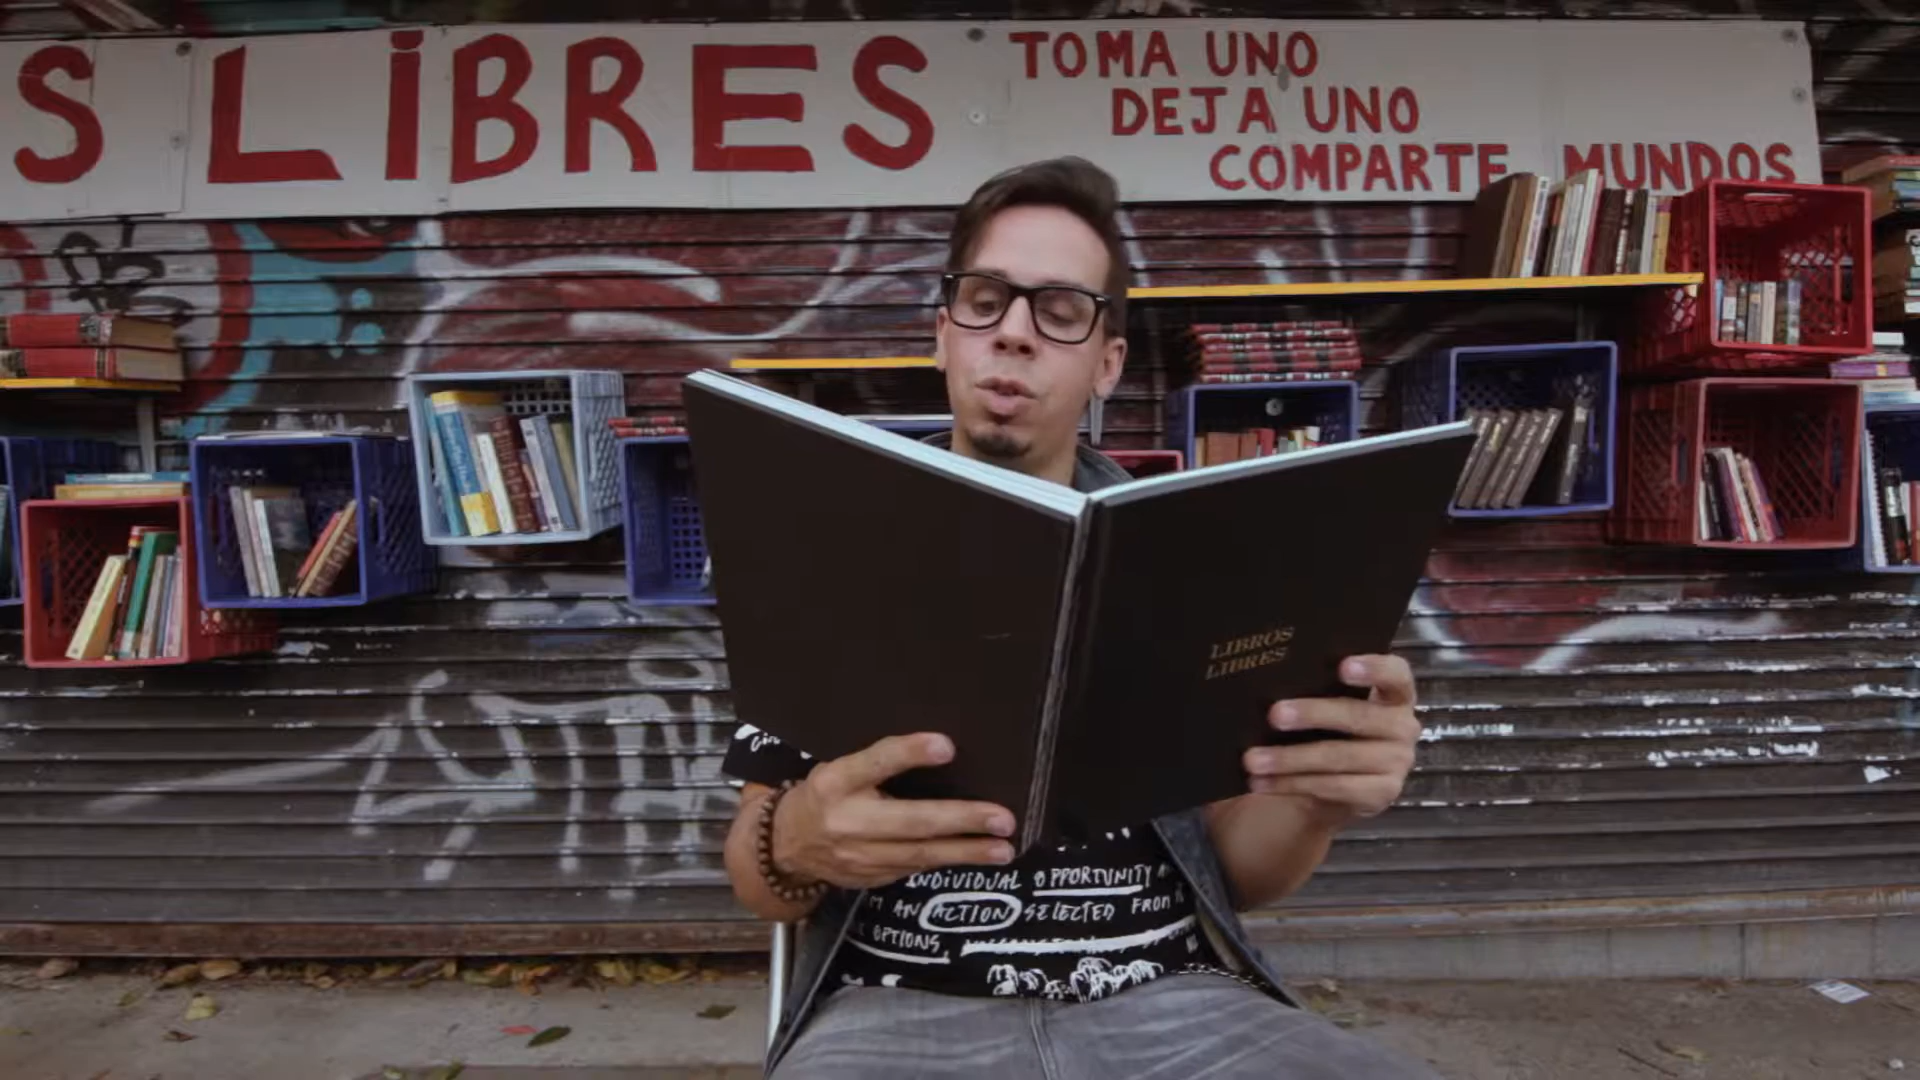 S LIBRES
TOMA UNO
DEJA UNO
COMPARTE MUNDOS
LIBROS
LIBRES
INDIVIDUAL OPPORTUNITY
AN ACTION SELECTED FROM
OPTIONS,